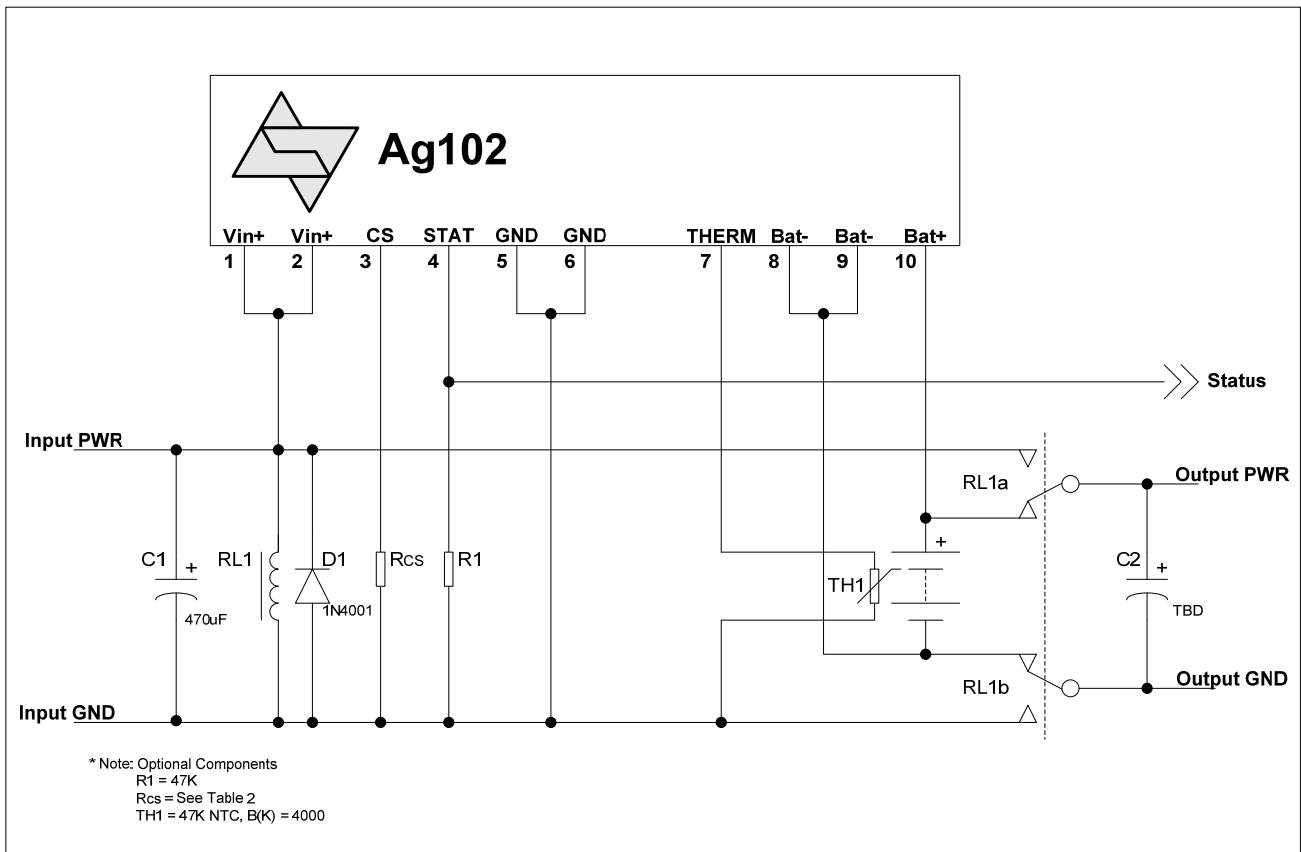 Ag102
Vin+ Vin+ CS STAT GND GND THERM Bat- Bat- Bat+
1 2 3 4 5 6 7 8 9 10
Status
Input PWR
RL1a
Output PWR
C1 + RL1 D1 Rcs R1 TH1 + C2 +
470uF 1N4001 TBD
RL1b
Output GND
Input GND
* Note: Optional Components
R1 = 47K
Rcs = See Table 2
TH1 = 47K NTC, B(K) = 4000